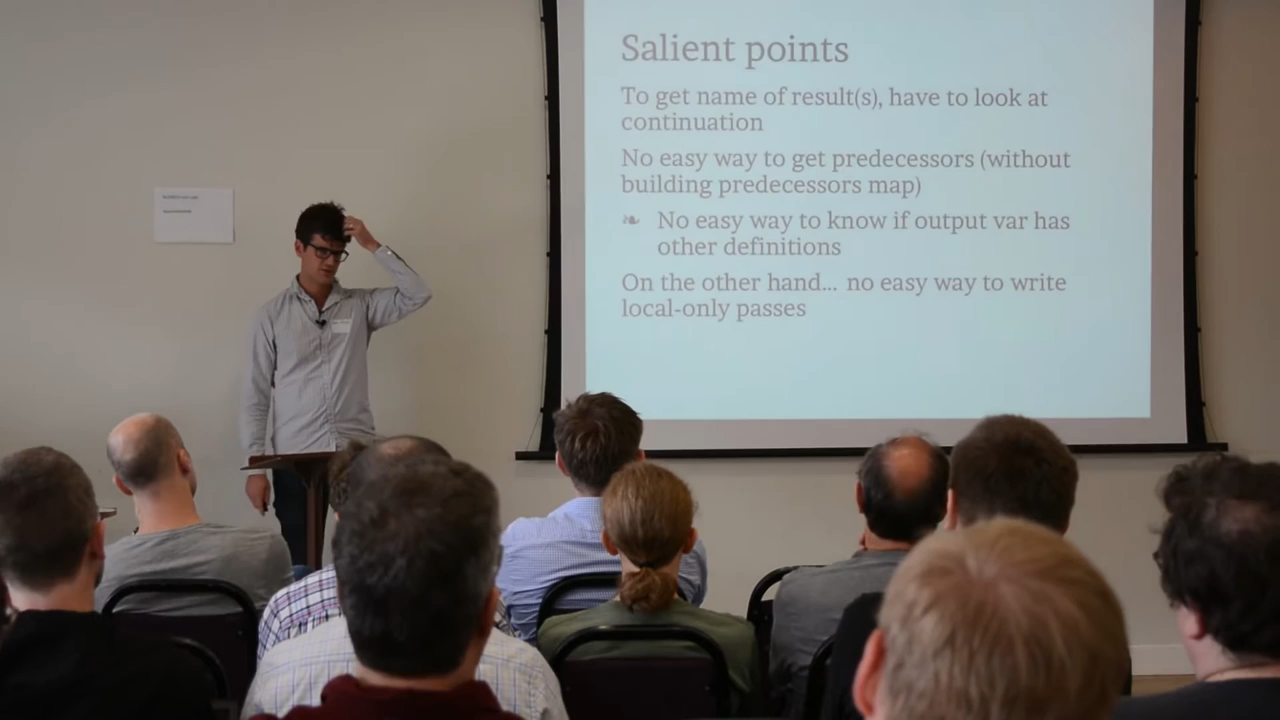 Salient points
To get name of result(s), have to look at
continuation
No easy way to get predecessors (without
building predecessors map)
No easy way to know if output var has
other definitions
On the other hand... no easy way to write
local-only passes